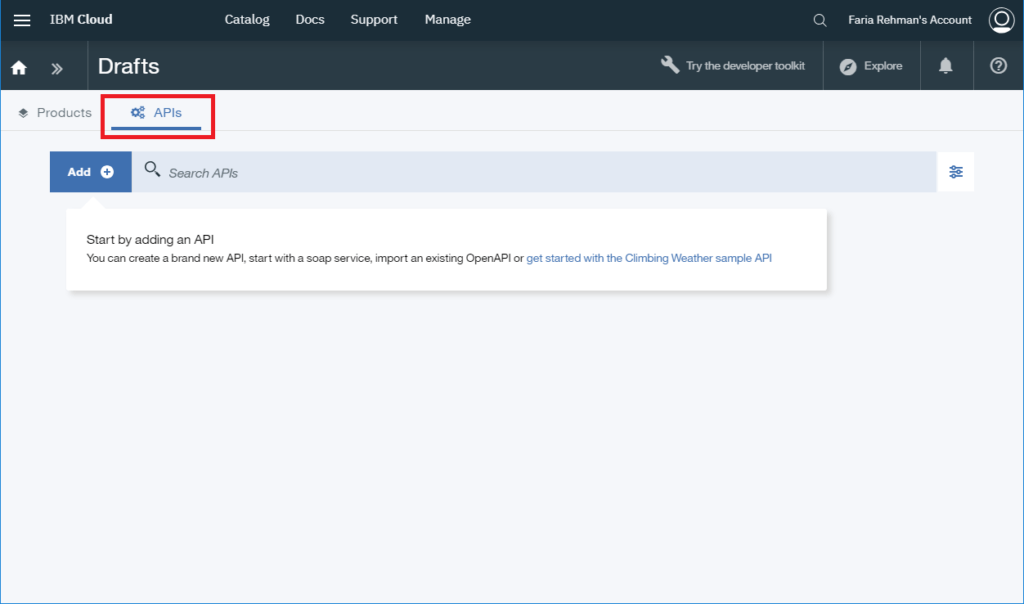 IBM Cloud Catalog Docs Support Manage Faria Rehman's Account
Drafts Try the developer toolkit Explore
Products APIs
Add Search APIs
Start by adding an API
You can create a brand new API, start with a soap service, import an existing OpenAPI or get started with the Climbing Weather sample API